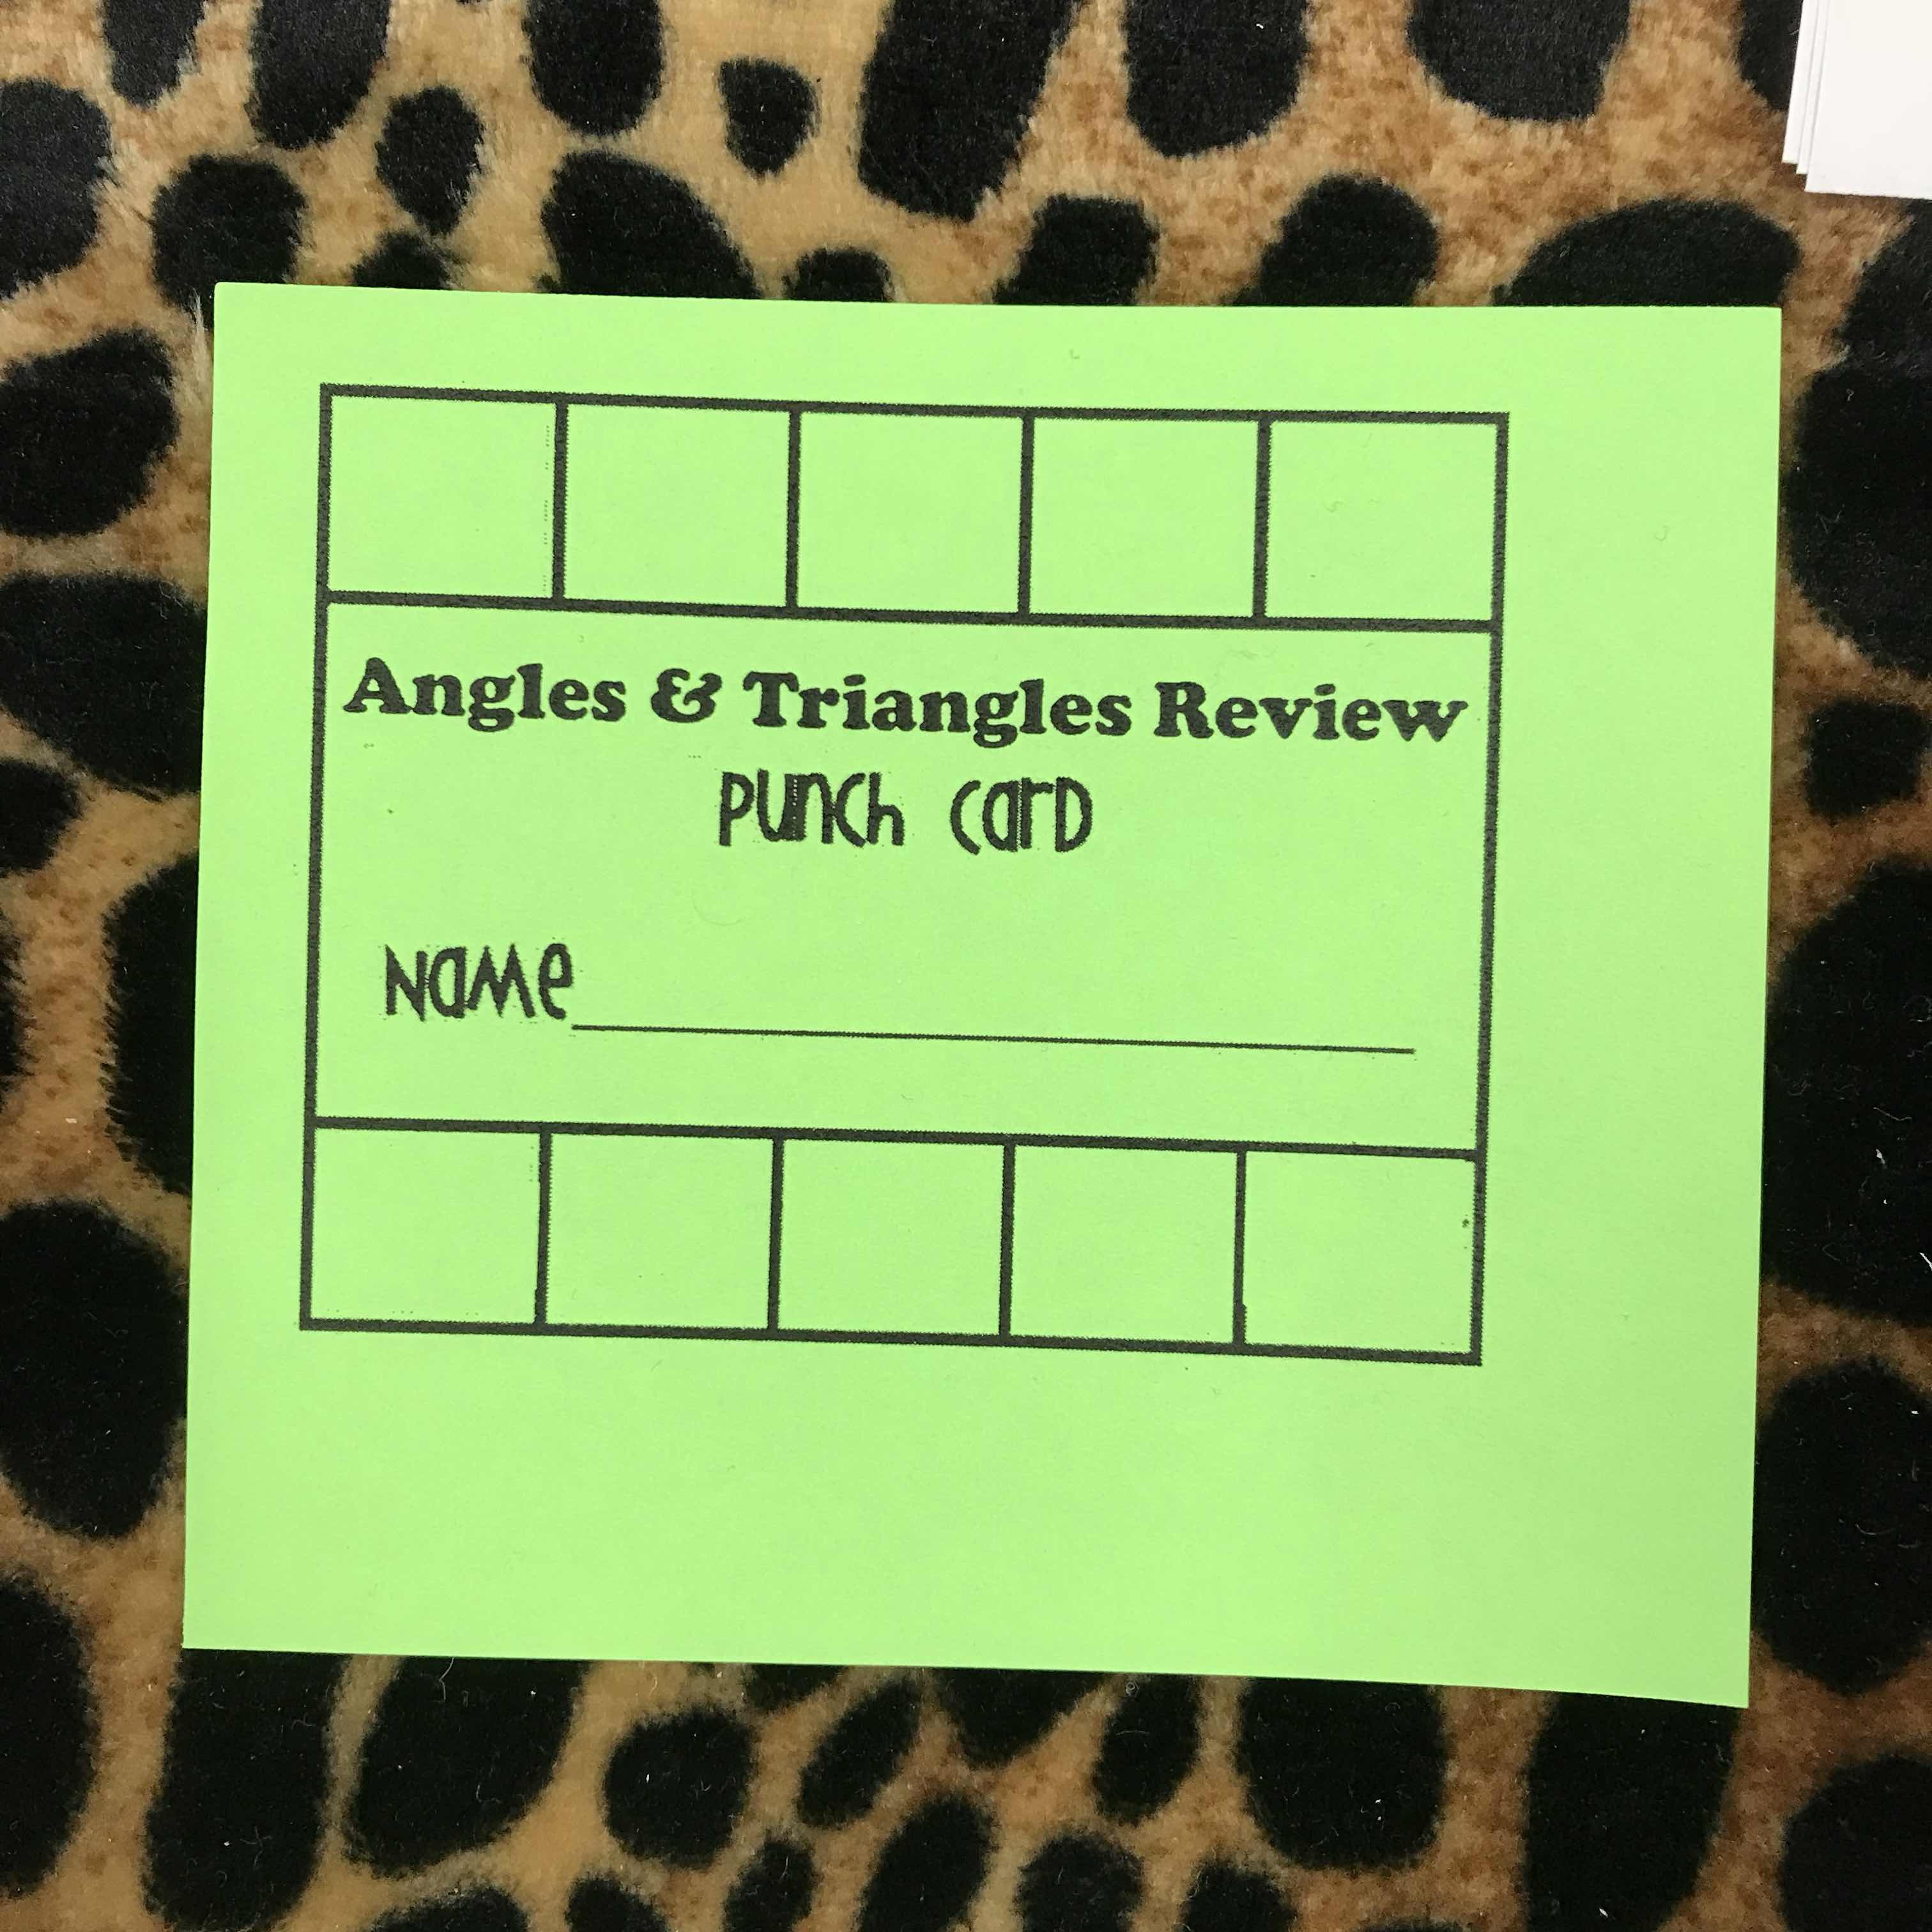 Angles & Triangles Review
Punch Card
Name